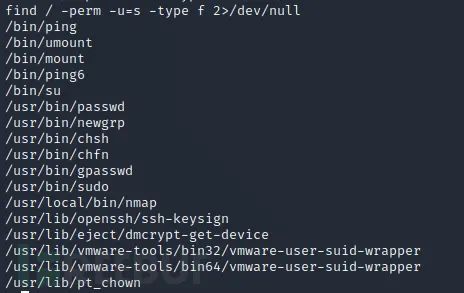 find / -perm -u=s -type f 2>/dev/null
/bin/ping
/bin/umount
/bin/mount
/bin/ping6
/bin/su
/usr/bin/passwd
/usr/bin/newgrp
/usr/bin/chsh
/usr/bin/chfn
/usr/bin/gpasswd
/usr/bin/sudo
/usr/local/bin/nmap
/usr/lib/openssh/ssh-keysign
/usr/lib/eject/dmcrypt-get-device
/usr/lib/vmware-tools/bin32/vmware-user-suid-wrapper
/usr/lib/vmware-tools/bin64/vmware-user-suid-wrapper
/usr/lib/pt_chown